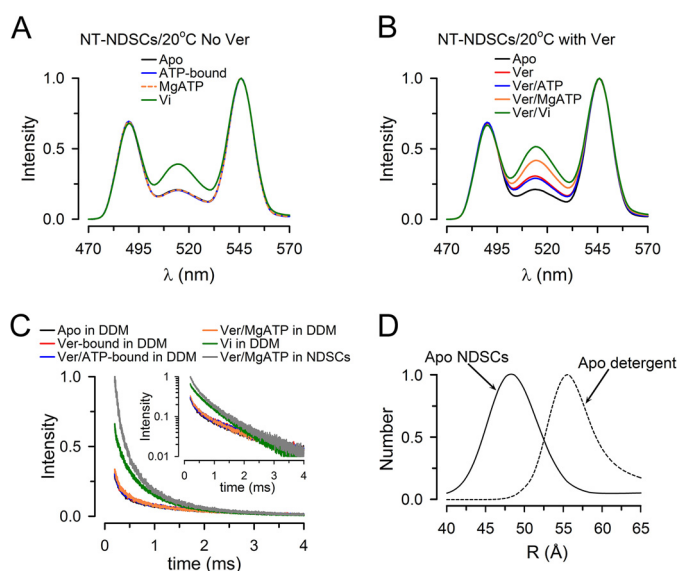 A
NT-NDSCs/20°C No Ver
Apo
ATP-bound
MgATP
Vi
Intensity
1.0
0.5
0.0
470 495 520 545 570
λ (nm)
B
NT-NDSCs/20°C with Ver
Apo
Ver
Ver/ATP
Ver/MgATP
Ver/Vi
Intensity
1.0
0.5
0.0
470 495 520 545 570
λ (nm)
C
Apo in DDM
Ver-bound in DDM
Ver/ATP-bound in DDM
Ver/MgATP in DDM
Vi in DDM
Ver/MgATP in NDSCs
Intensity
1.0
0.5
0.0
0 1 2 3 4
time (ms)
Intensity
1
0.1
0.01
0 1 2 3 4
time (ms)
D
Apo NDSCs
Apo detergent
Number
1.0
0.5
0.0
40 45 50 55 60 65
R (Å)